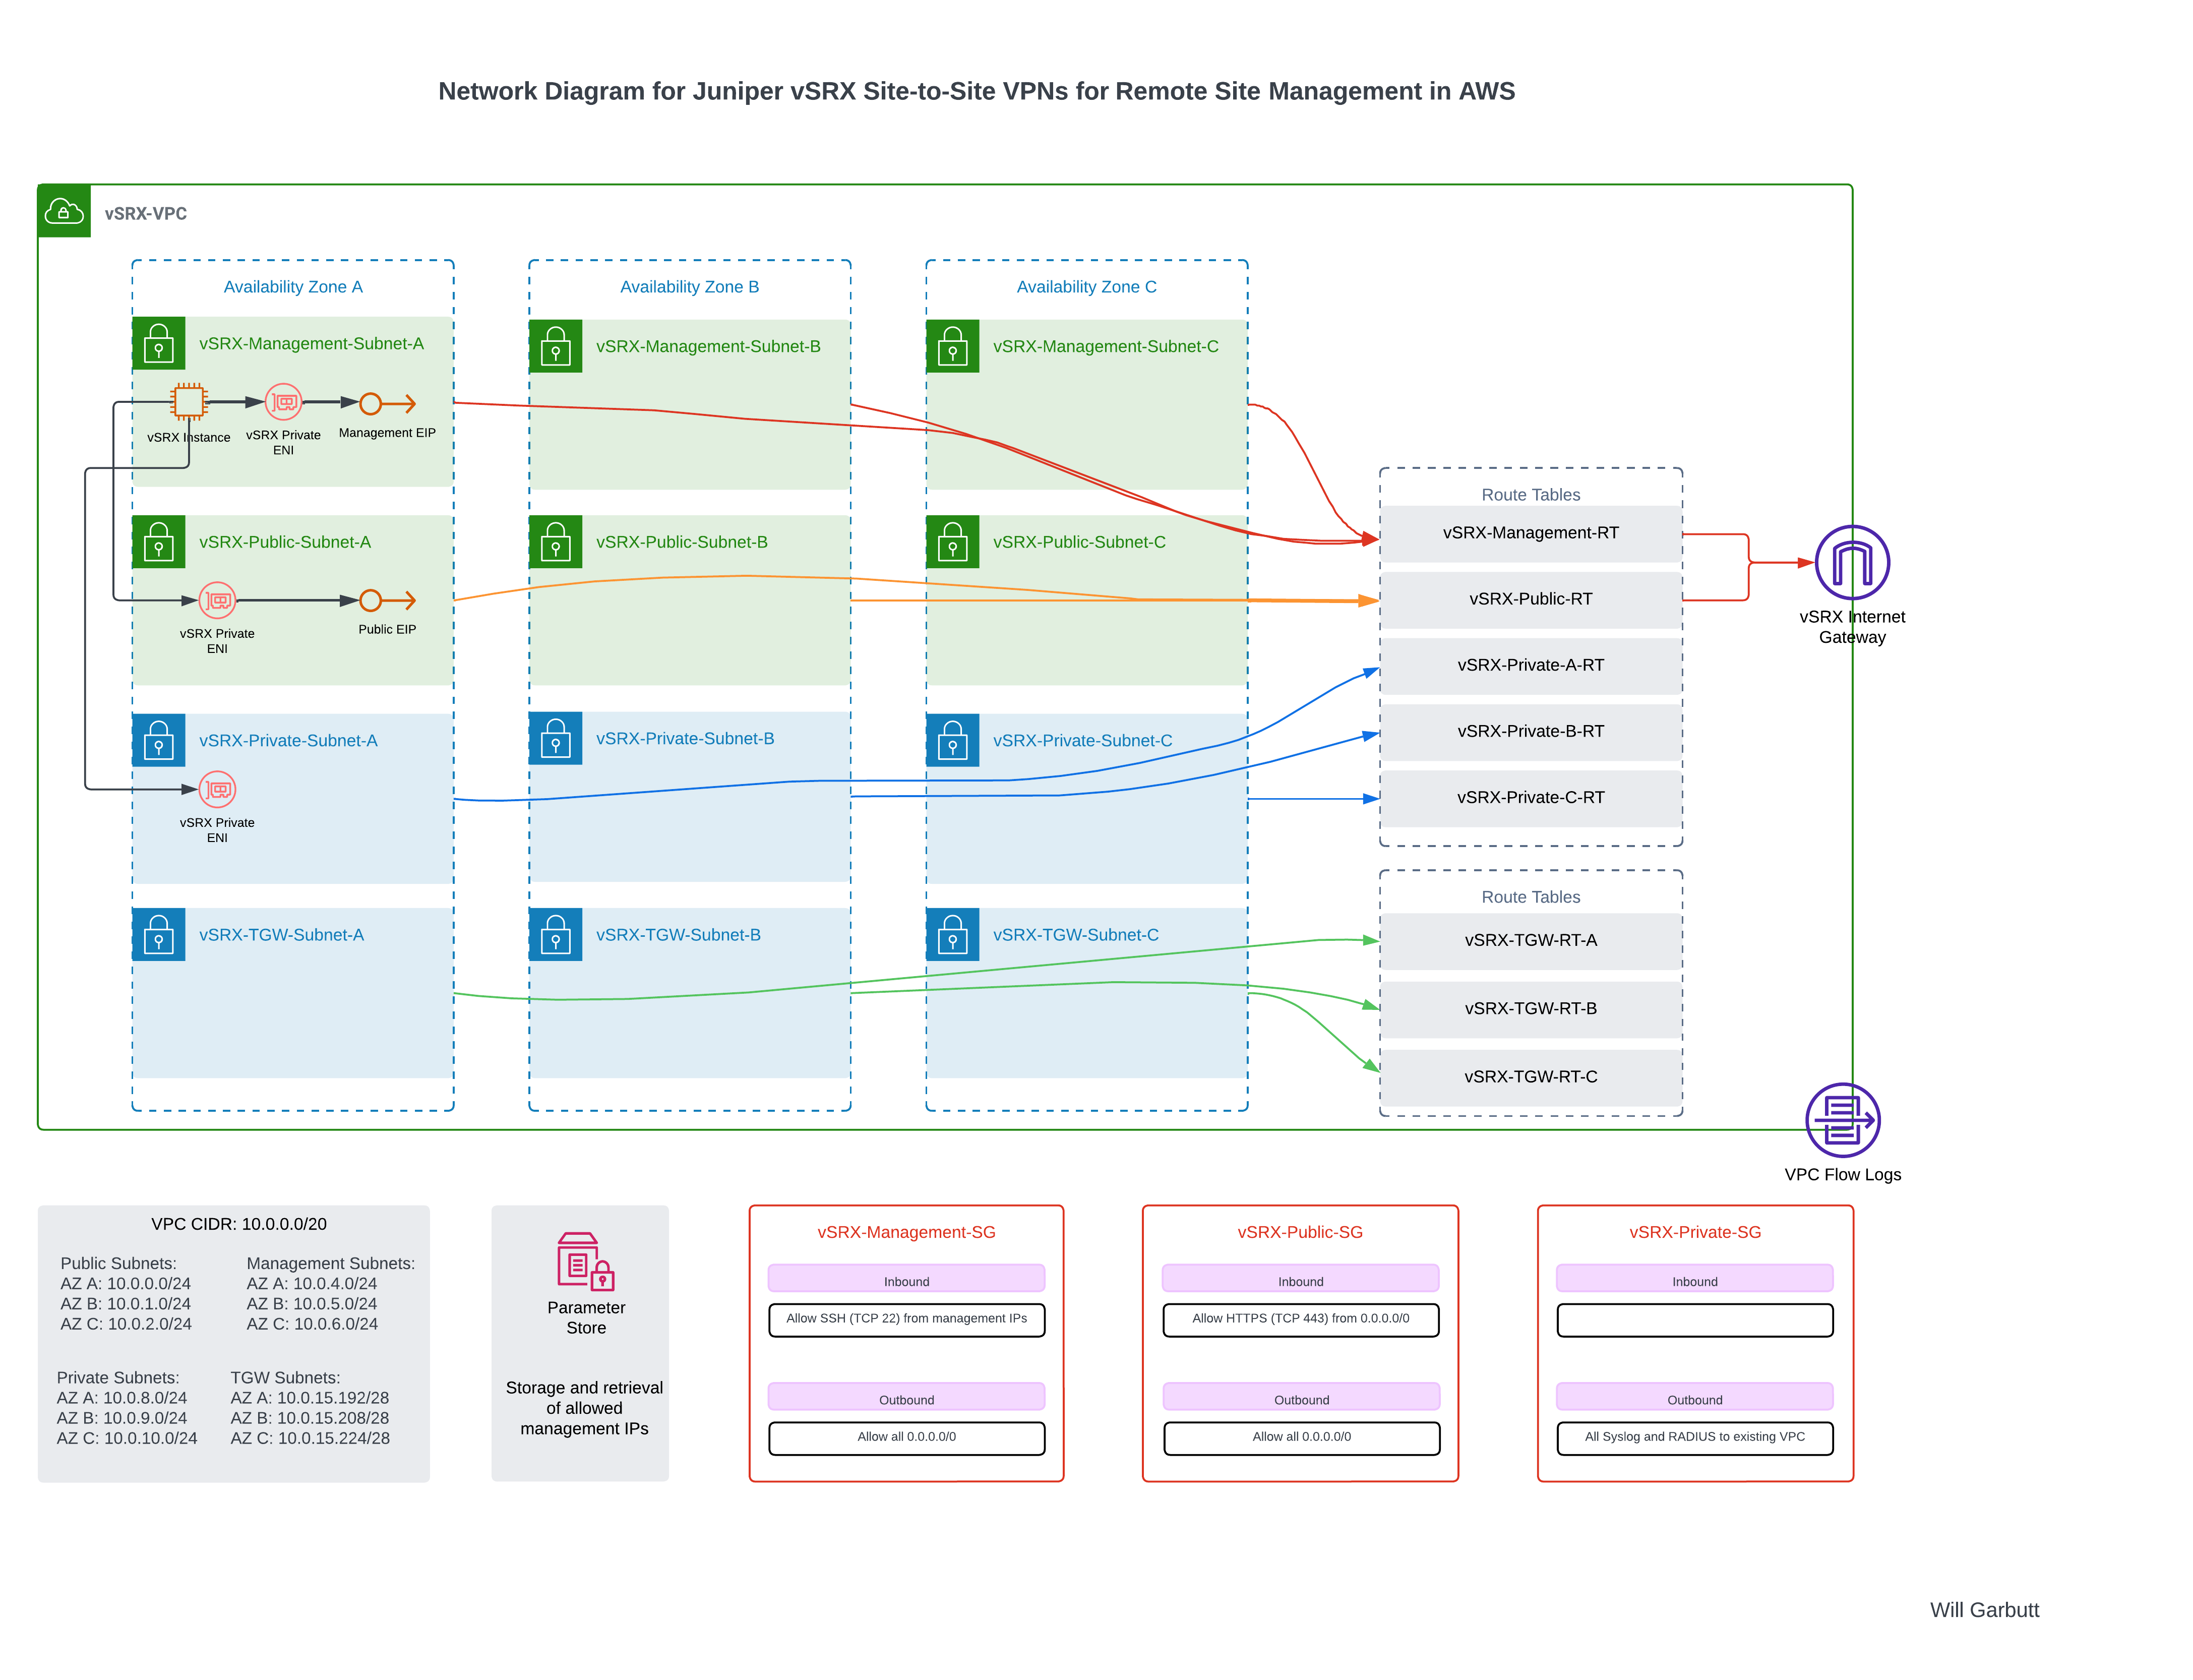 Network Diagram for Juniper vSRX Site-to-Site VPNs for Remote Site Management in AWS
vSRX-VPC
Availability Zone A
vSRX-Management-Subnet-A
vSRX Instance
vSRX Private
ENI
Management EIP
vSRX-Public-Subnet-A
vSRX Private
ENI
Public EIP
vSRX-Private-Subnet-A
vSRX Private
ENI
vSRX-TGW-Subnet-A
Availability Zone B
vSRX-Management-Subnet-B
vSRX-Public-Subnet-B
vSRX-Private-Subnet-B
vSRX-TGW-Subnet-B
Availability Zone C
vSRX-Management-Subnet-C
vSRX-Public-Subnet-C
vSRX-Private-Subnet-C
vSRX-TGW-Subnet-C
Route Tables
vSRX-Management-RT
vSRX-Public-RT
vSRX-Private-A-RT
vSRX-Private-B-RT
vSRX-Private-C-RT
Route Tables
vSRX-TGW-RT-A
vSRX-TGW-RT-B
vSRX-TGW-RT-C
vSRX Internet
Gateway
VPC Flow Logs
VPC CIDR: 10.0.0.0/20
Public Subnets:
AZ A: 10.0.0.0/24
AZ B: 10.0.1.0/24
AZ C: 10.0.2.0/24
Management Subnets:
AZ A: 10.0.4.0/24
AZ B: 10.0.5.0/24
AZ C: 10.0.6.0/24
Private Subnets:
AZ A: 10.0.8.0/24
AZ B: 10.0.9.0/24
AZ C: 10.0.10.0/24
TGW Subnets:
AZ A: 10.0.15.192/28
AZ B: 10.0.15.208/28
AZ C: 10.0.15.224/28
Parameter
Store
Storage and retrieval
of allowed
management IPs
vSRX-Management-SG
Inbound
Allow SSH (TCP 22) from management IPs
Outbound
Allow all 0.0.0.0/0
vSRX-Public-SG
Inbound
Allow HTTPS (TCP 443) from 0.0.0.0/0
Outbound
Allow all 0.0.0.0/0
vSRX-Private-SG
Inbound
Outbound
All Syslog and RADIUS to existing VPC
Will Garbutt